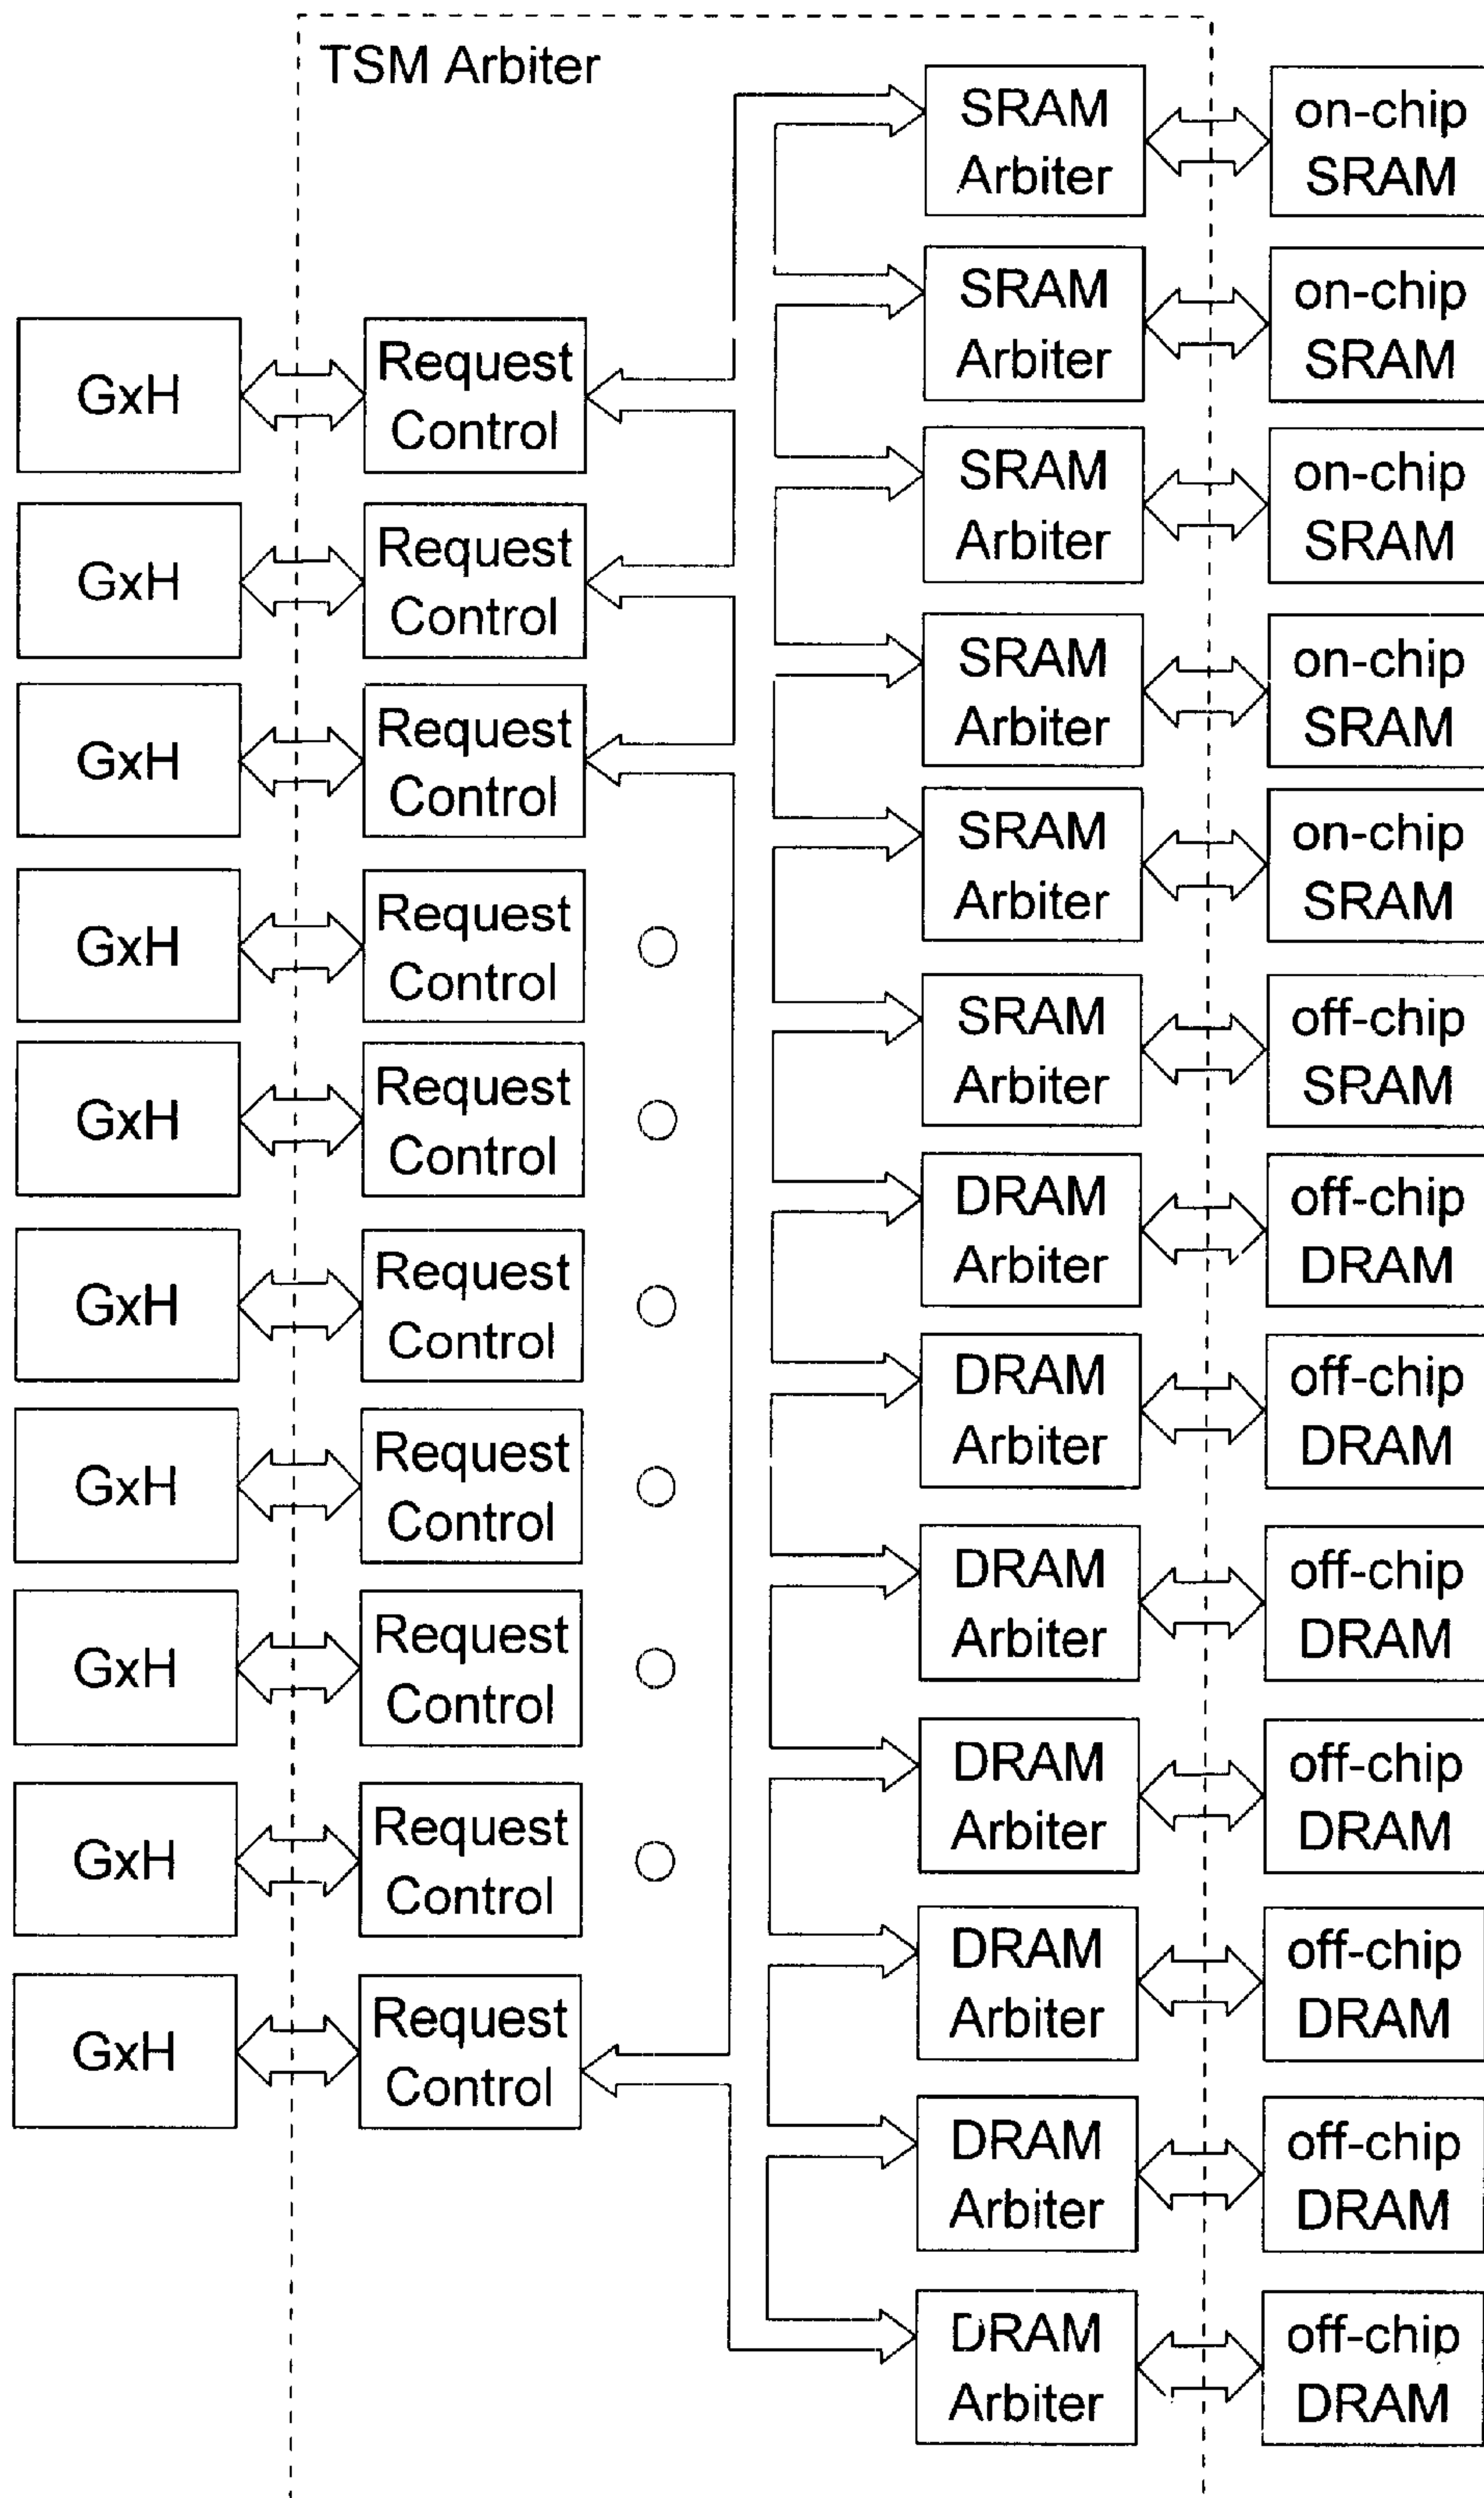 TSM Arbiter
SRAM
Arbiter
on-chip
SRAM
SRAM
Arbiter
on-chip
SRAM
GxH
Request
Control
SRAM
Arbiter
on-chip
SRAM
GxH
Request
Control
SRAM
Arbiter
on-chip
SRAM
GxH
Request
Control
SRAM
Arbiter
on-chip
SRAM
GxH
Request
Control
SRAM
Arbiter
off-chip
SRAM
GxH
Request
Control
DRAM
Arbiter
off-chip
DRAM
GxH
Request
Control
DRAM
Arbiter
off-chip
DRAM
GxH
Request
Control
DRAM
Arbiter
off-chip
DRAM
GxH
Request
Control
DRAM
Arbiter
off-chip
DRAM
GxH
Request
Control
DRAM
Arbiter
off-chip
DRAM
GxH
Request
Control
DRAM
Arbiter
off-chip
DRAM
DRAM
Arbiter
off-chip
DRAM